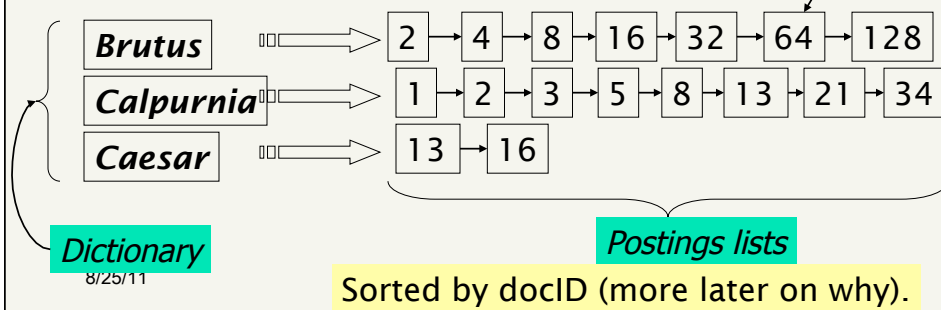 Brutus 2 4 8 16 32 64 128
Calpurnia 1 2 3 5 8 13 21 34
Caesar 13 16
Dictionary Postings lists
8/25/11
Sorted by docID (more later on why).